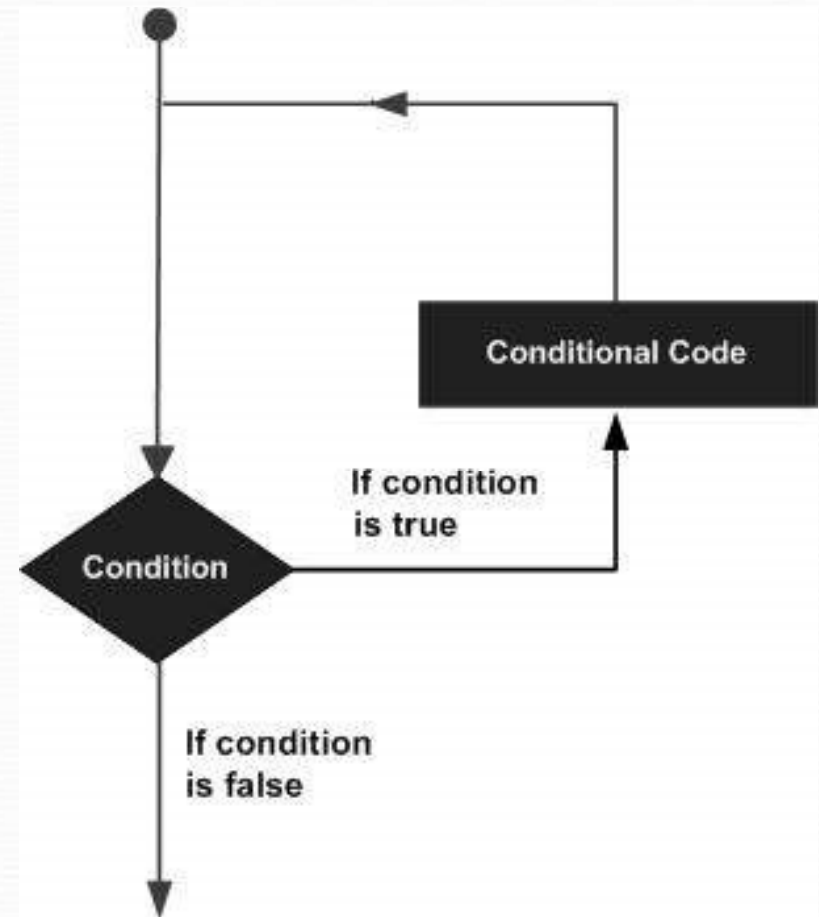 Conditional Code
If condition
is true
Condition
If condition
is false